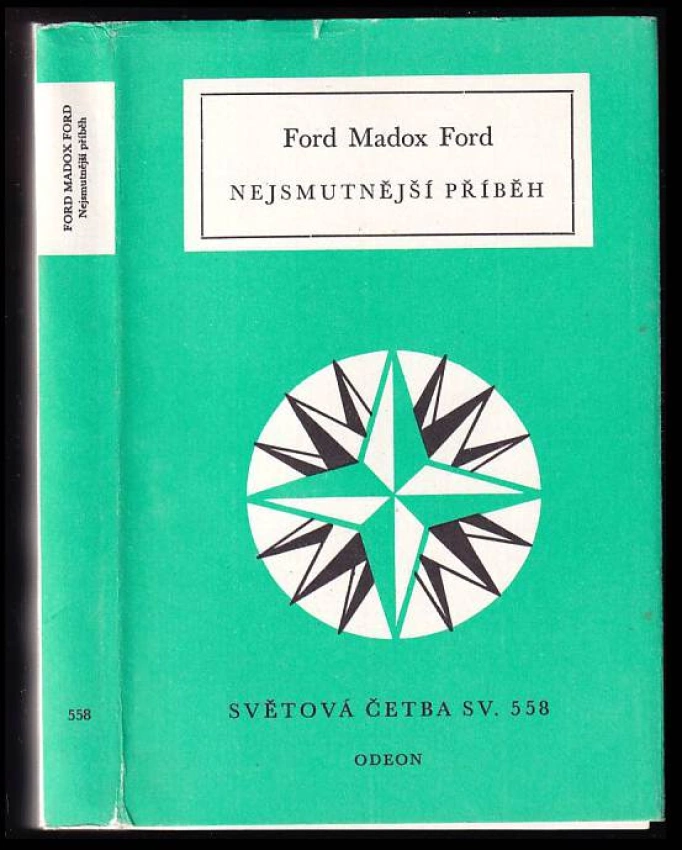 FORD MADOX FORD
Nejsmutnější příběh
558
Ford Madox Ford
NEJSMUTNĚJŠÍ PŘÍBĚH
SVĚTOVÁ ČETBA SV. 558
ODEON